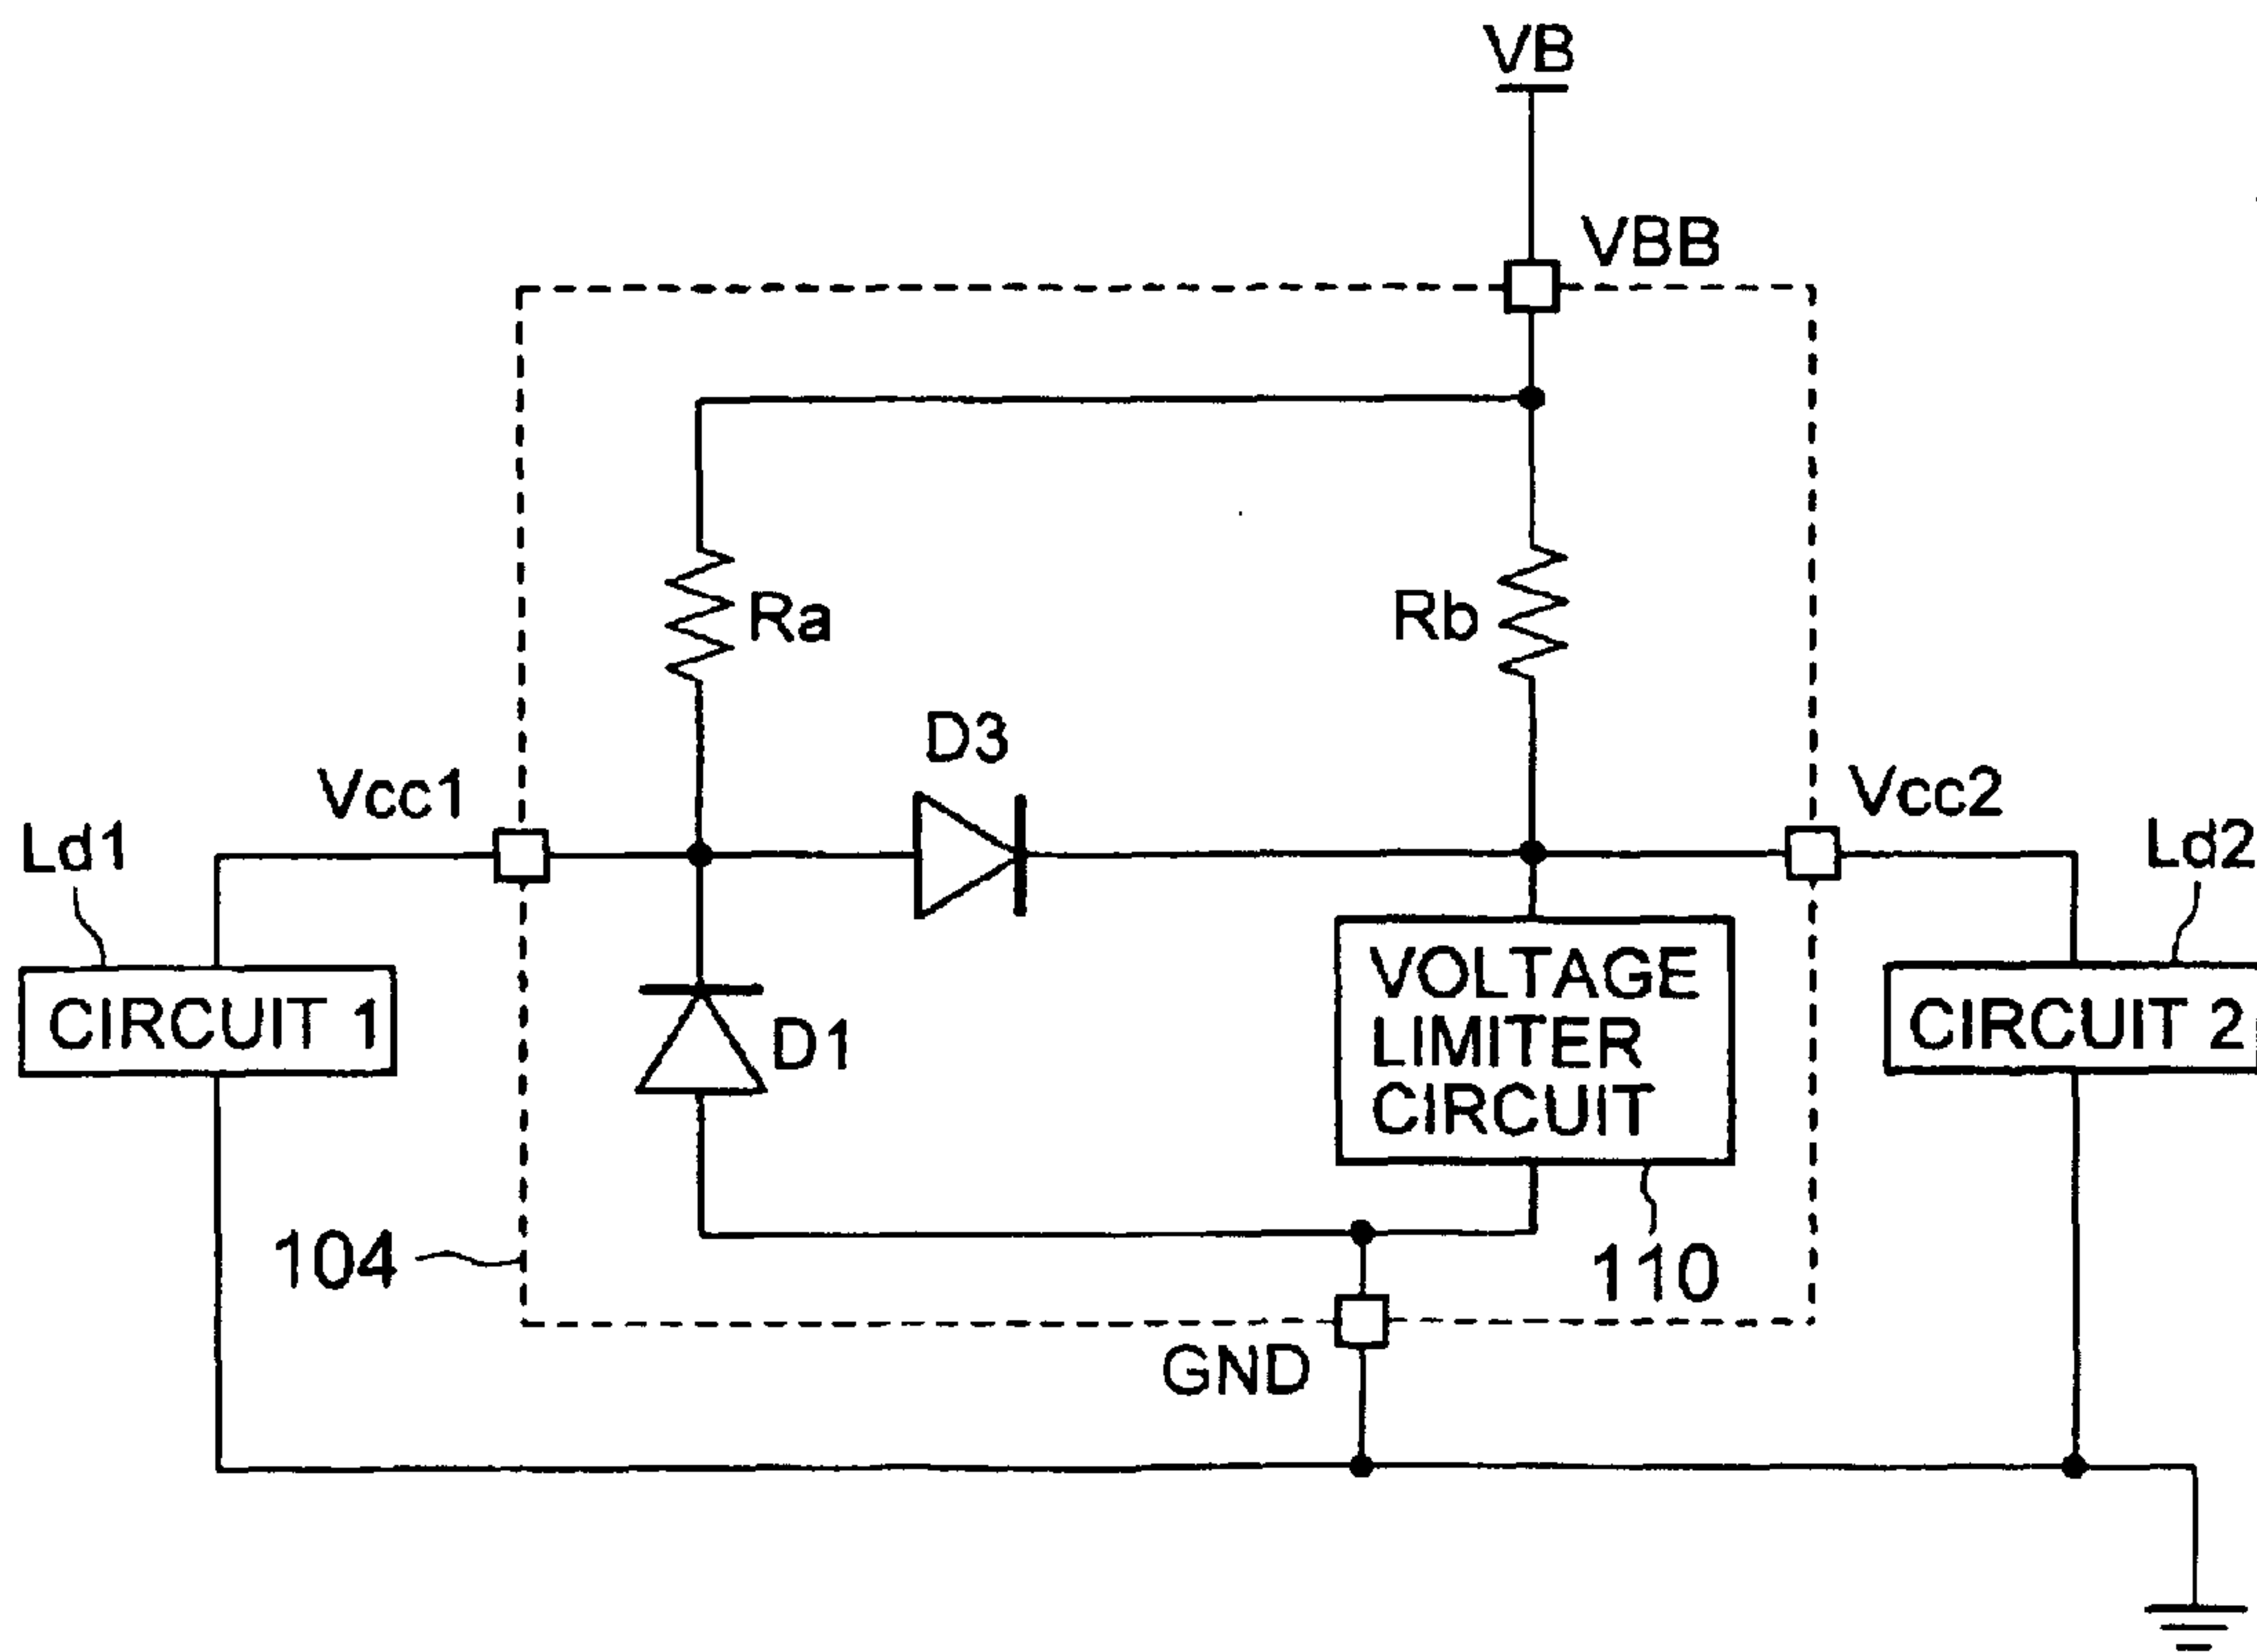 VB
VBB
Ra
Rb
D3
Vcc1
Vcc2
Ld1
Ld2
CIRCUIT 1
D1
VOLTAGE
LIMITER
CIRCUIT
CIRCUIT 2
104
110
GND